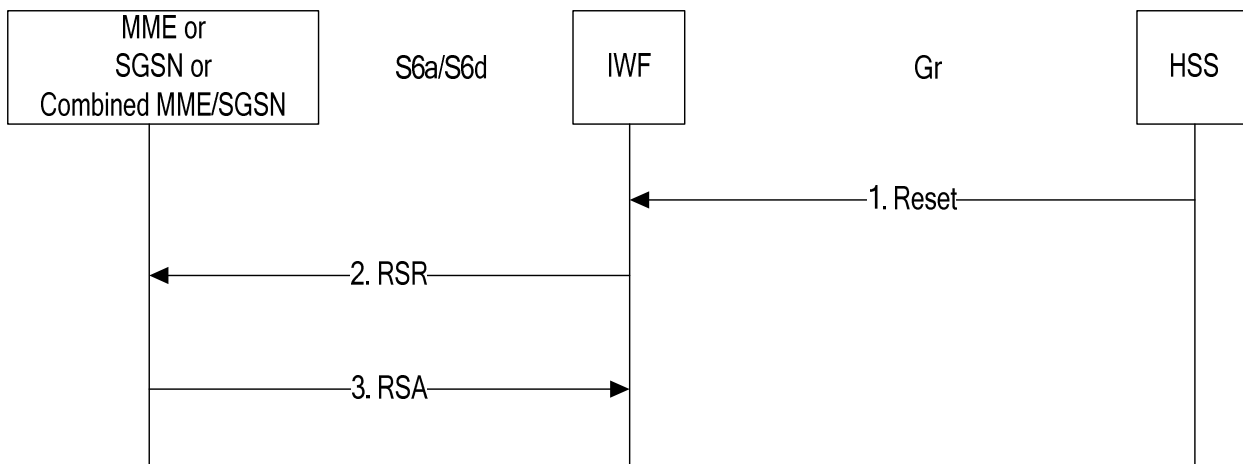 MME or
SGSN or
Combined MME/SGSN
S6a/S6d
IWF
Gr
HSS
1. Reset
2. RSR
3. RSA